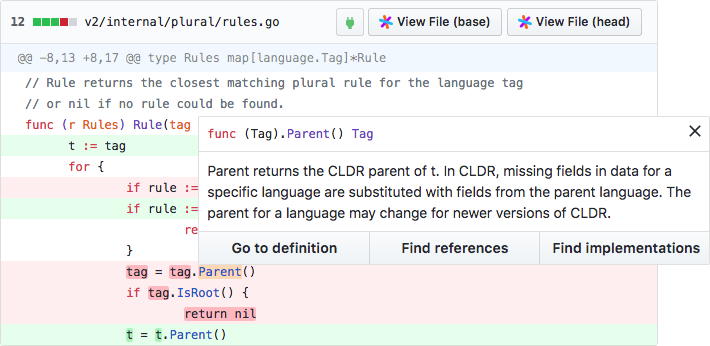 12 v2/internal/plural/rules.go View File (base) View File (head)
@@ -8,13 +8,17 @@ type Rules map[language.Tag]*Rule
// Rule returns the closest matching plural rule for the language tag
// or nil if no rule could be found.
func (r Rules) Rule(tag
t := tag
for {
if rule :=
if rule :=
re
}
tag = tag.Parent()
if tag.IsRoot() {
return nil
t = t.Parent()
func (Tag).Parent() Tag
Parent returns the CLDR parent of t. In CLDR, missing fields in data for a
specific language are substituted with fields from the parent language. The
parent for a language may change for newer versions of CLDR.
Go to definition Find references Find implementations